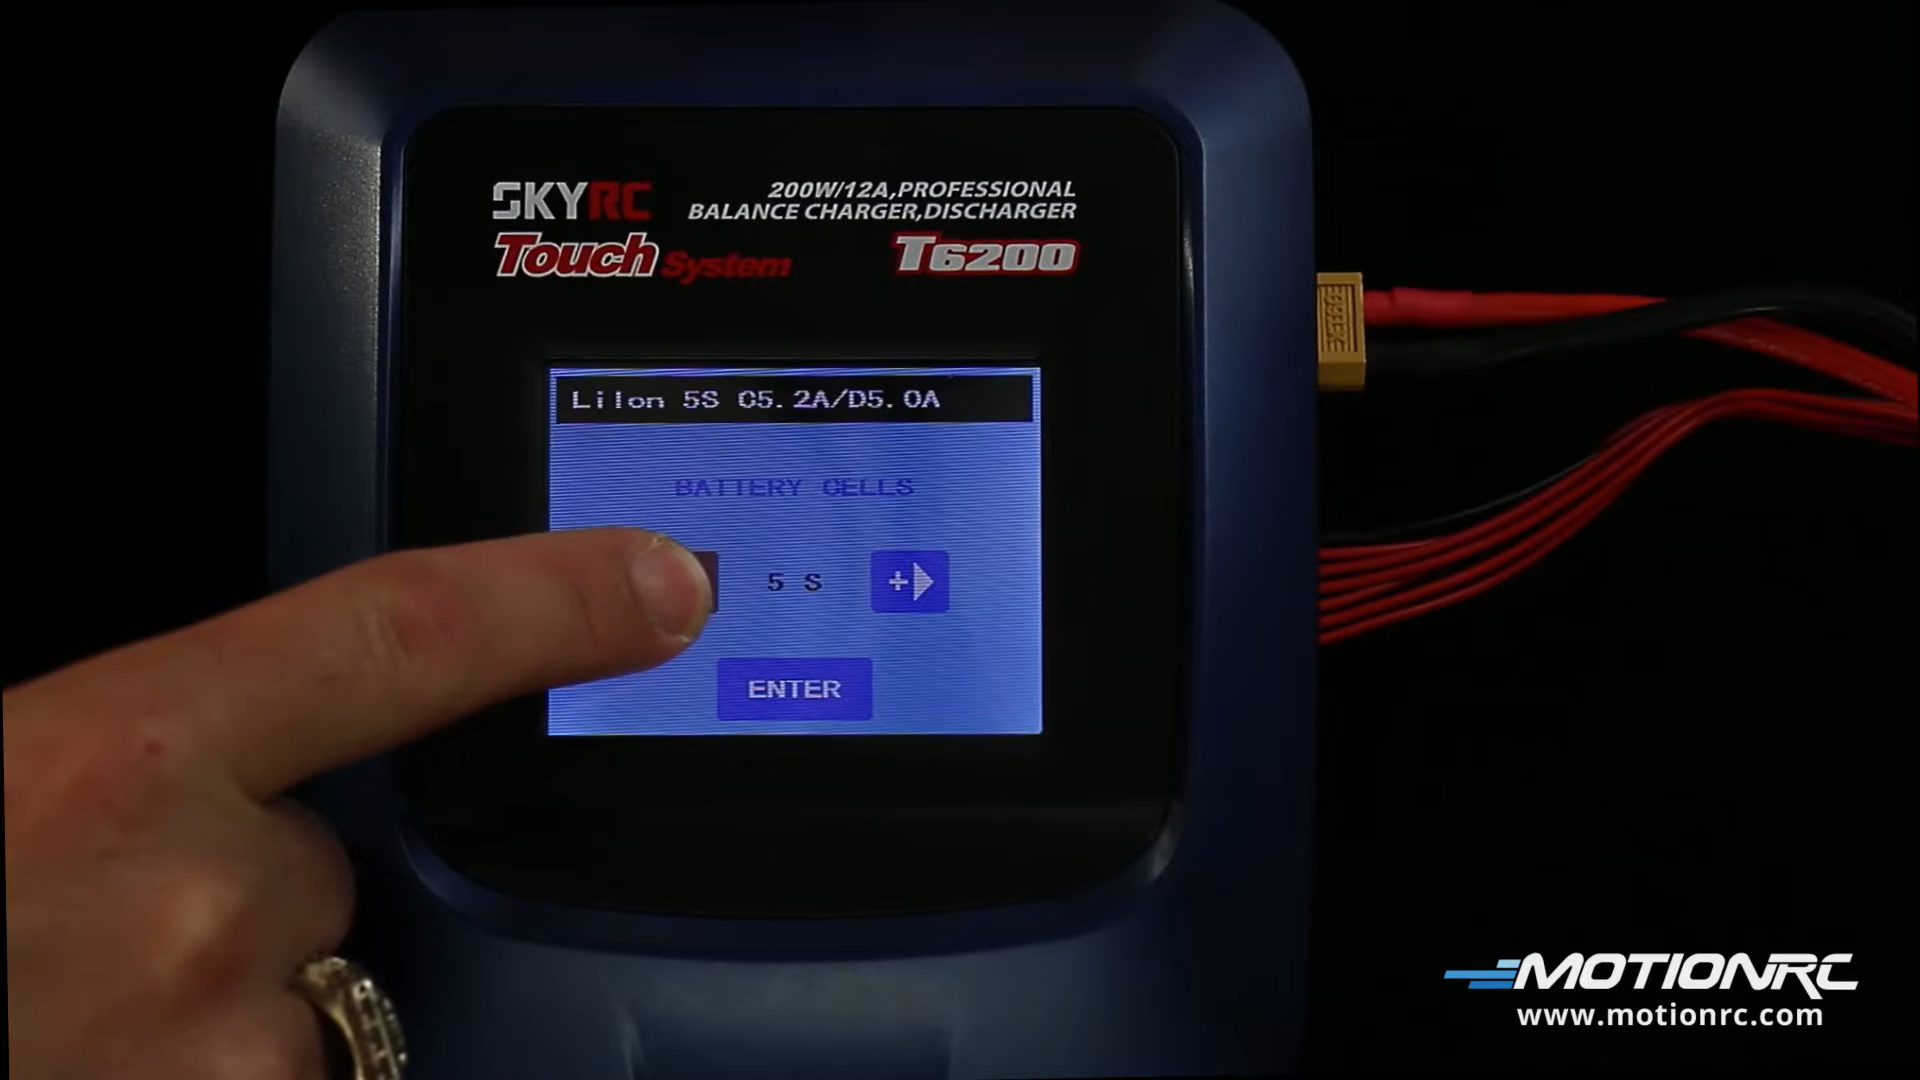 SKYRC
200W/12A,PROFESSIONAL
BALANCE CHARGER,DISCHARGER
Touch System
T6200
LiIon 5S C5.2A/D5.0A
BATTERY CELLS
5 S
+
ENTER
MOTIONRC
www.motionrc.com